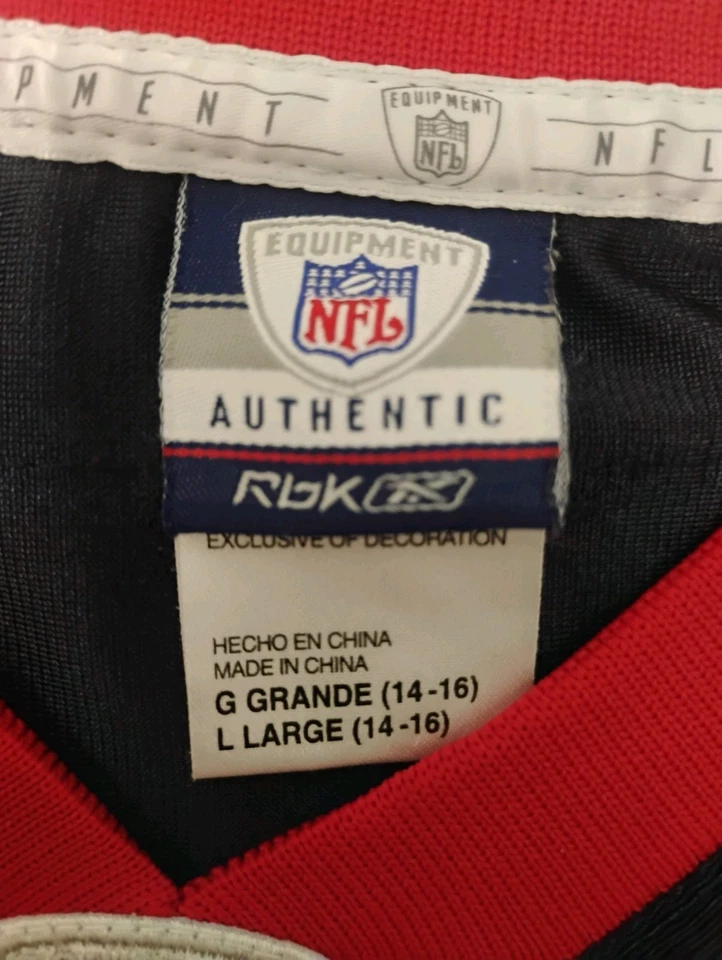 PMENT
EQUIPMENT
NFL
NFL
EQUIPMENT
NFL
AUTHENTIC
RbK
EXCLUSIVE OF DECORATION
HECHO EN CHINA
MADE IN CHINA
G GRANDE (14-16)
L LARGE (14-16)